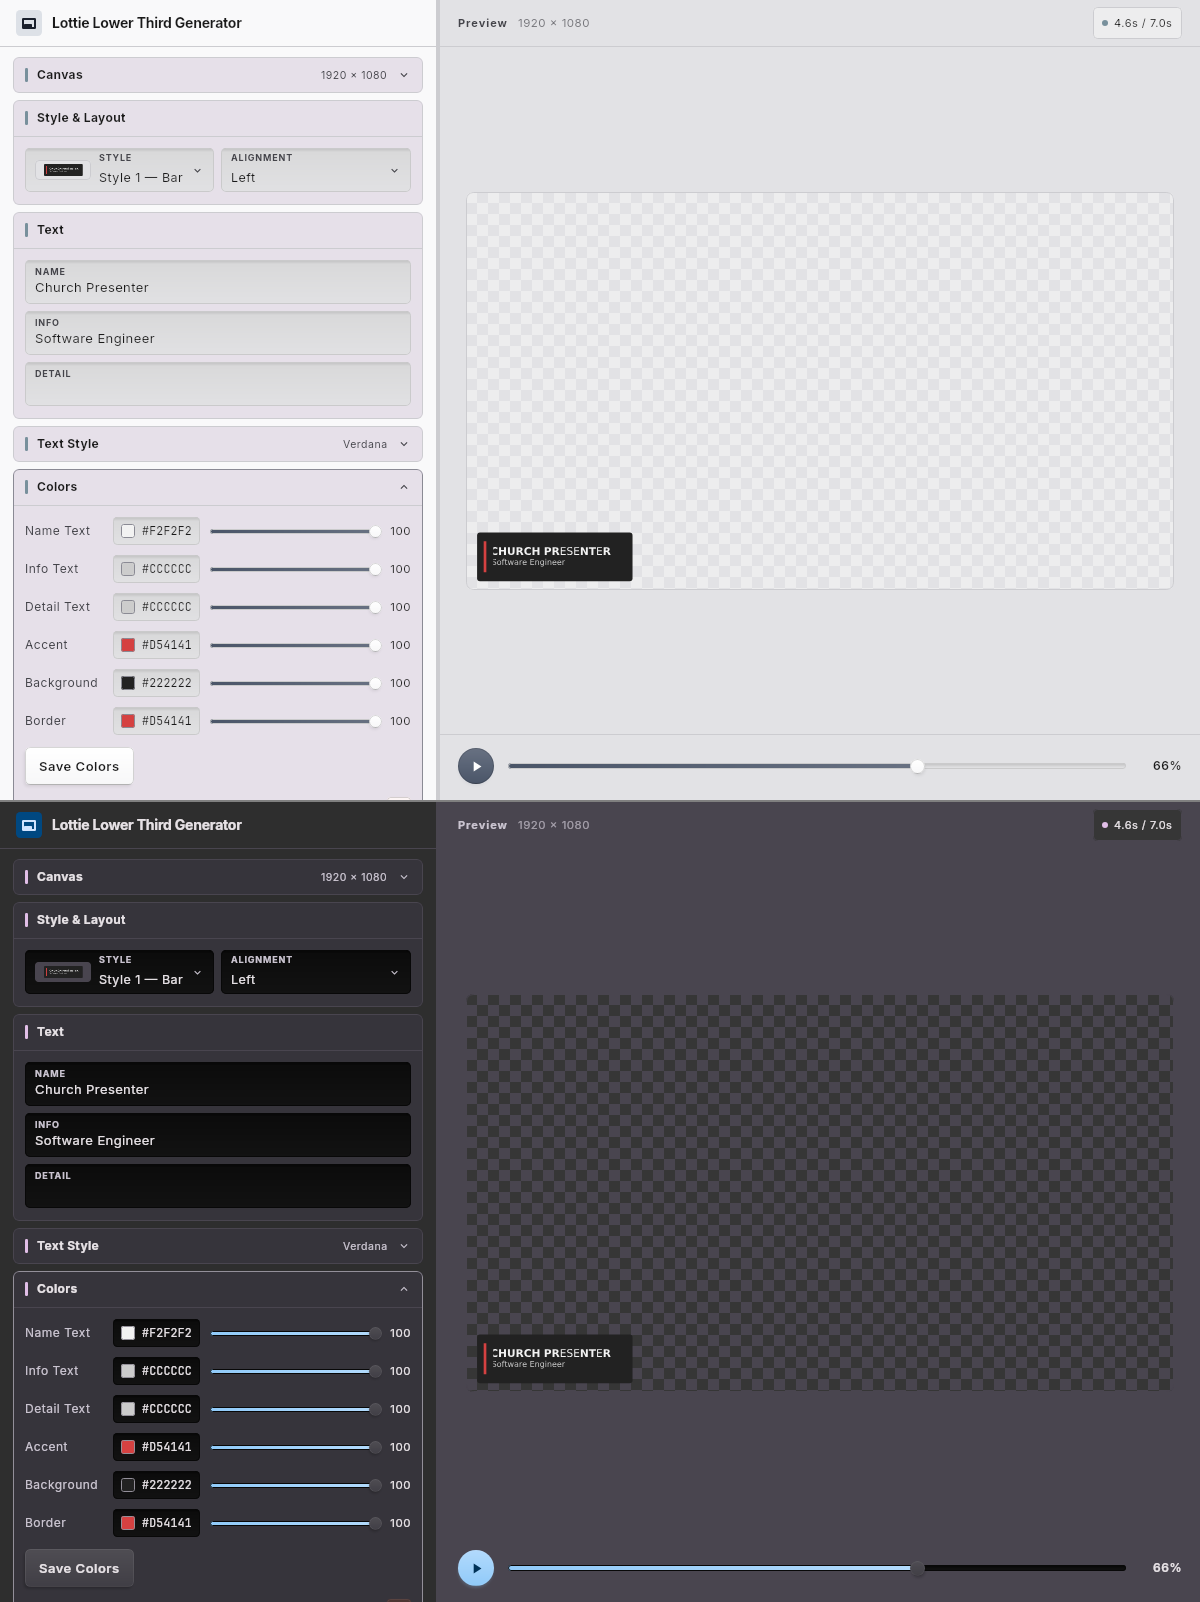 Lottie Lower Third Generator
Preview 1920 × 1080
4.6s / 7.0s
Canvas 1920 × 1080
Style & Layout
STYLE
Style 1 — Bar
ALIGNMENT
Left
Text
NAME
Church Presenter
INFO
Software Engineer
DETAIL
Text Style Verdana
Colors
Name Text #F2F2F2 100
Info Text #CCCCCC 100
Detail Text #CCCCCC 100
Accent #D54141 100
Background #222222 100
Border #D54141 100
Save Colors
CHURCH PRESENTER
Software Engineer
66%
Lottie Lower Third Generator
Preview 1920 × 1080
4.6s / 7.0s
Canvas 1920 × 1080
Style & Layout
STYLE
Style 1 — Bar
ALIGNMENT
Left
Text
NAME
Church Presenter
INFO
Software Engineer
DETAIL
Text Style Verdana
Colors
Name Text #F2F2F2 100
Info Text #CCCCCC 100
Detail Text #CCCCCC 100
Accent #D54141 100
Background #222222 100
Border #D54141 100
Save Colors
CHURCH PRESENTER
Software Engineer
66%